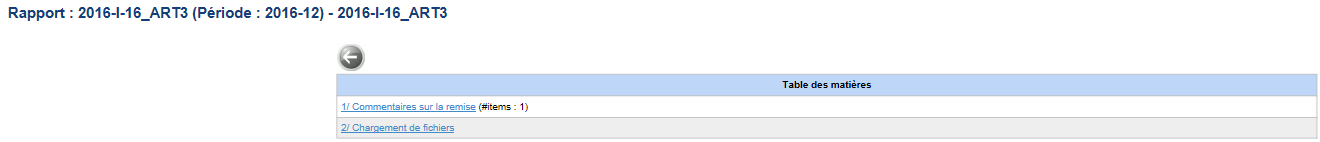 Rapport : 2016-I-16_ART3 (Période : 2016-12) - 2016-I-16_ART3
Table des matières
1/ Commentaires sur la remise (#items : 1)
2/ Chargement de fichiers